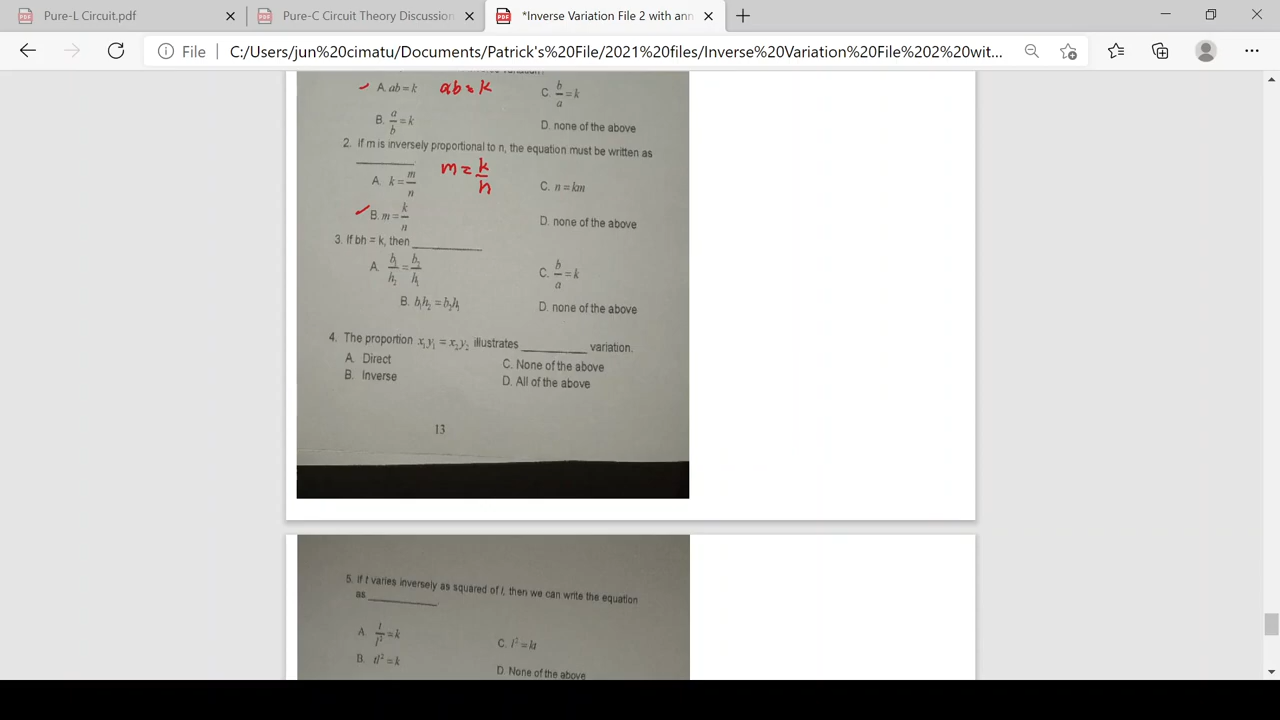 Pure-L Circuit.pdf
Pure-C Circuit Theory Discussion
*Inverse Variation File 2 with ann
File
C:/Users/jun%20cimatu/Documents/Patrick's%20File/2021%20files/Inverse%20Variation%20File%202%20wit...
A. ab = k
ab = k
C. b/a = k
B. a/b = k
D. none of the above
2. If m is inversely proportional to n, the equation must be written as
__________
m = k/n
A. k = m/n
C. n = km
B. m = k/n
D. none of the above
3. If bh = k, then __________
A. b₁/h₂ = b₂/h₁
C. b/a = k
B. b₁h₂ = b₂h₁
D. none of the above
4. The proportion x₁y₁ = x₂y₂ illustrates __________ variation.
A. Direct
C. None of the above
B. Inverse
D. All of the above
13
5. If t varies inversely as squared of l, then we can write the equation
as __________.
A. t/l² = k
C. l² = kt
B. tl² = k
D. None of the above